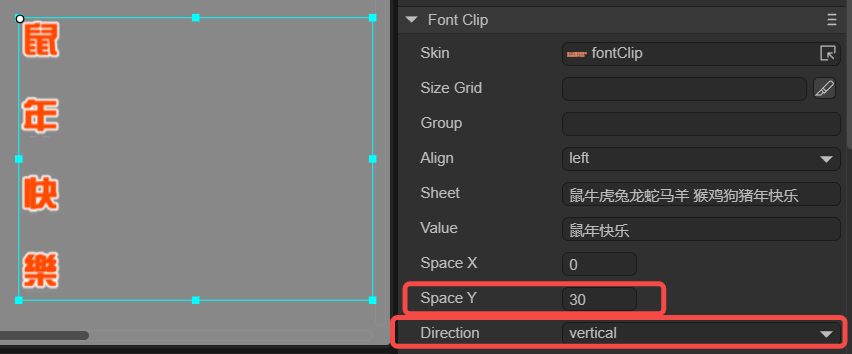 鼠
年
快
樂
Font Clip
Skin fontClip
Size Grid
Group
Align left
Sheet 鼠牛虎兔龙蛇马羊 猴鸡狗猪年快乐
Value 鼠年快乐
Space X 0
Space Y 30
Direction vertical